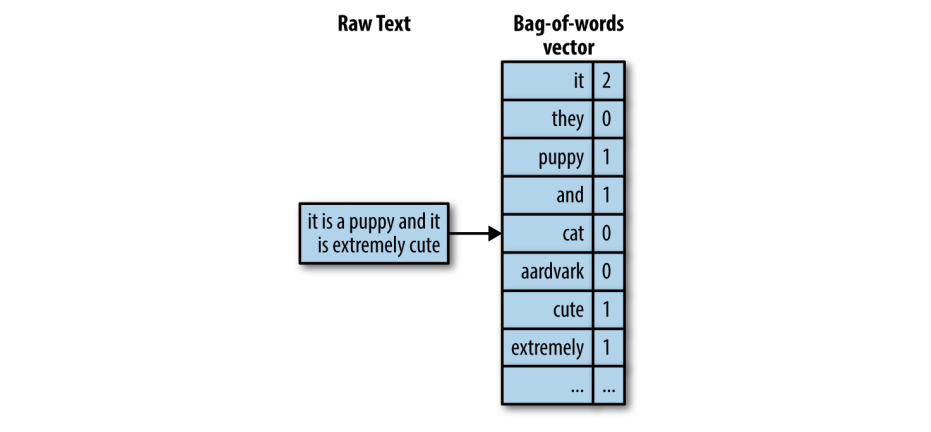 Raw Text
Bag-of-words
vector
it is a puppy and it
is extremely cute
it 2
they 0
puppy 1
and 1
cat 0
aardvark 0
cute 1
extremely 1
... ...